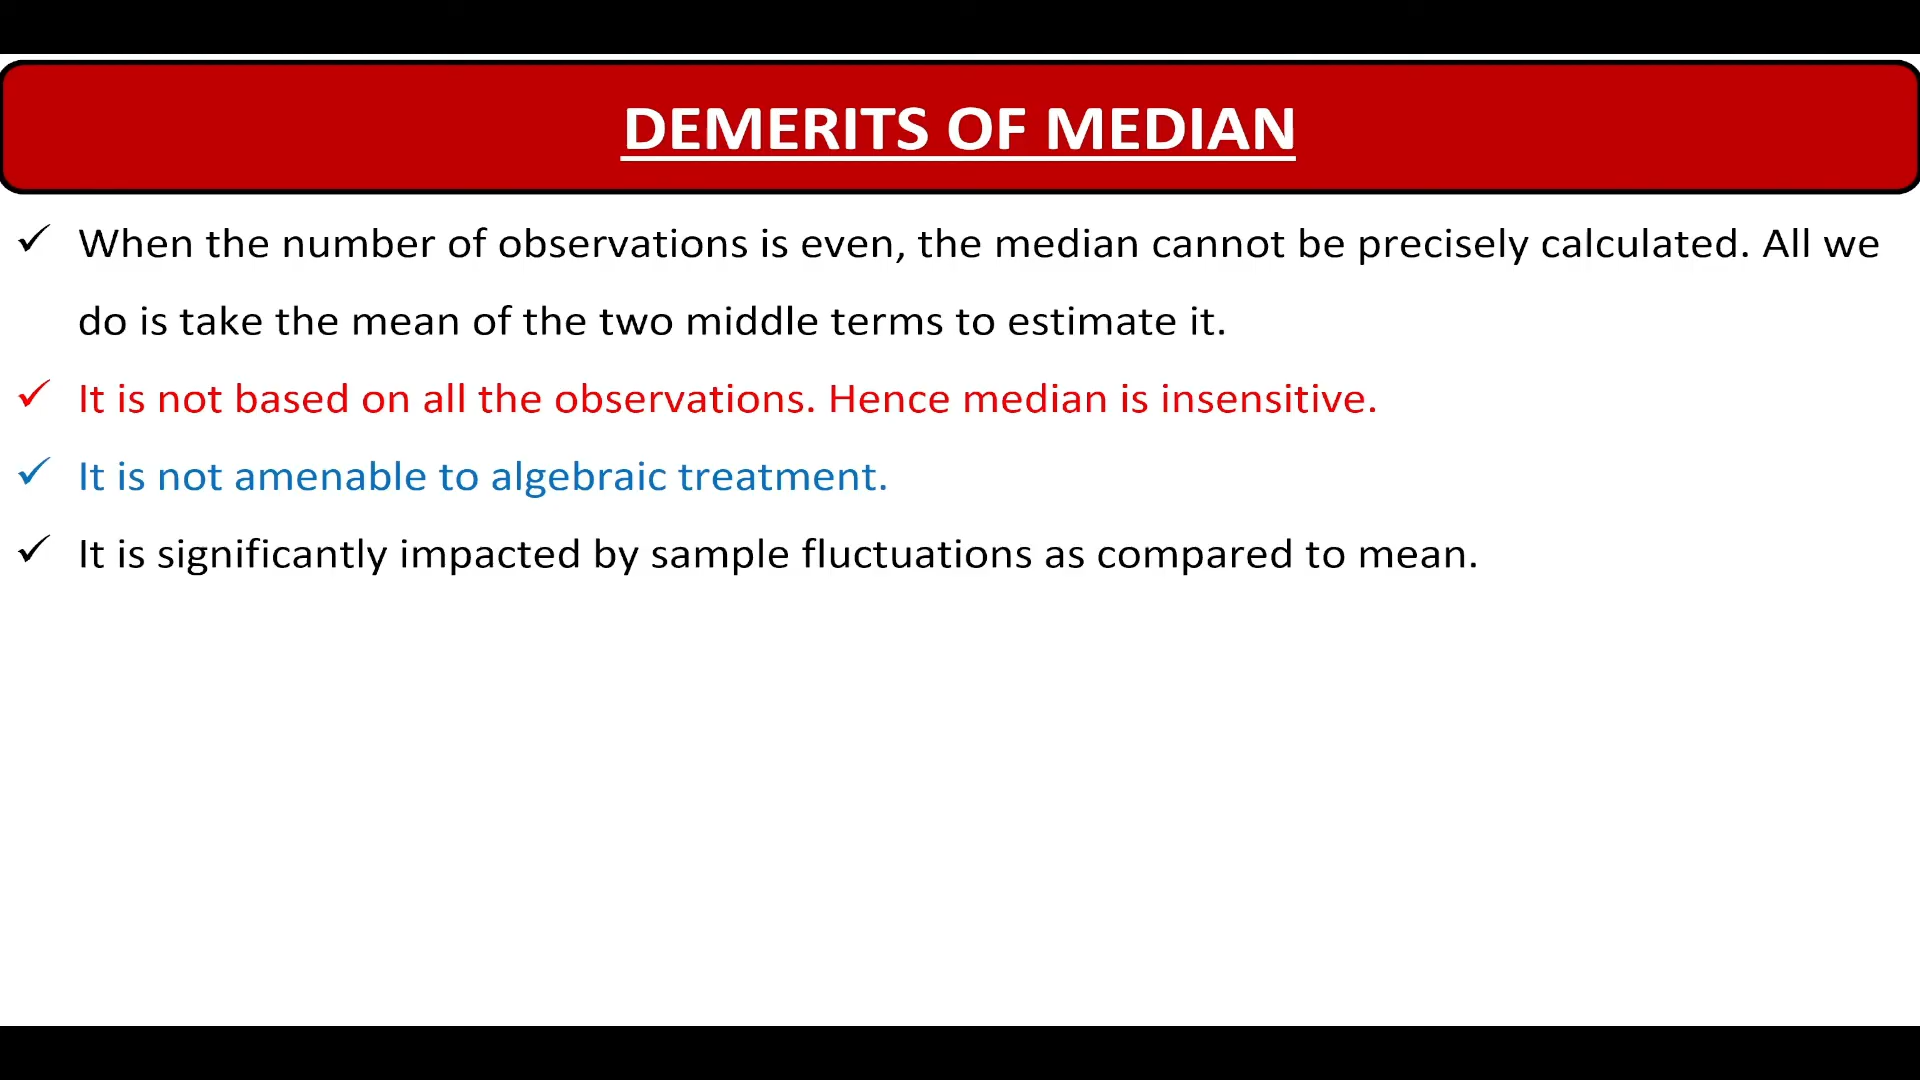 DEMERITS OF MEDIAN
✓ When the number of observations is even, the median cannot be precisely calculated. All we
do is take the mean of the two middle terms to estimate it.
✓ It is not based on all the observations. Hence median is insensitive.
✓ It is not amenable to algebraic treatment.
✓ It is significantly impacted by sample fluctuations as compared to mean.